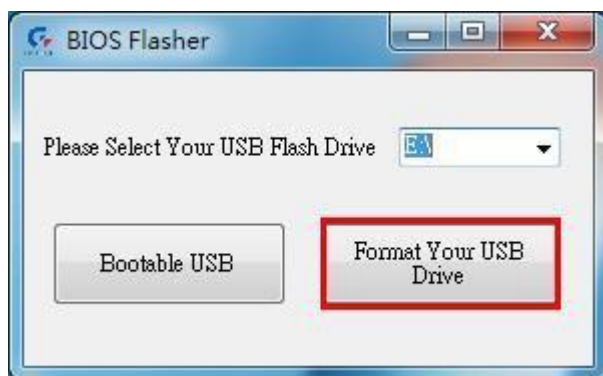 BIOS Flasher
Please Select Your USB Flash Drive E:\
Bootable USB
Format Your USB
Drive